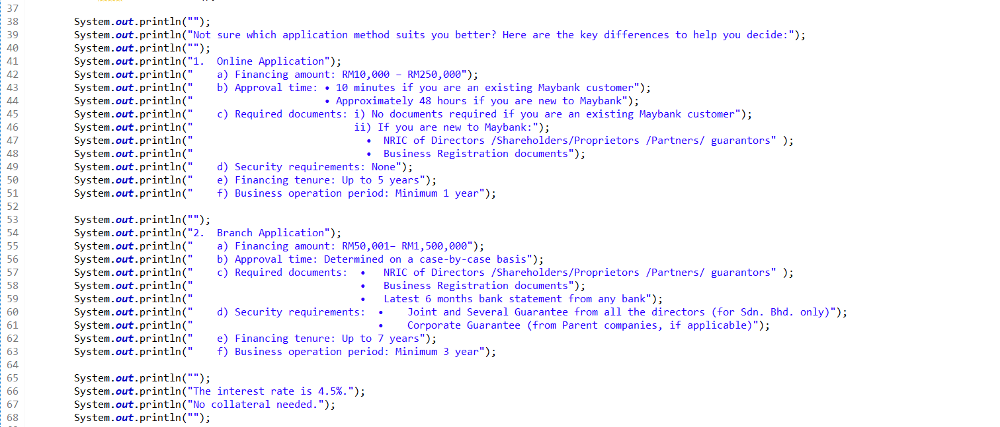 37
38 System.out.println("");
39 System.out.println("Not sure which application method suits you better? Here are the key differences to help you decide:");
40 System.out.println("");
41 System.out.println("1.  Online Application");
42 System.out.println("    a) Financing amount: RM10,000 – RM250,000");
43 System.out.println("    b) Approval time: • 10 minutes if you are an existing Maybank customer");
44 System.out.println("                      • Approximately 48 hours if you are new to Maybank");
45 System.out.println("    c) Required documents: i) No documents required if you are an existing Maybank customer");
46 System.out.println("                           ii) If you are new to Maybank:");
47 System.out.println("                             •  NRIC of Directors /Shareholders/Proprietors /Partners/ guarantors" );
48 System.out.println("                             •  Business Registration documents");
49 System.out.println("    d) Security requirements: None");
50 System.out.println("    e) Financing tenure: Up to 5 years");
51 System.out.println("    f) Business operation period: Minimum 1 year");
52
53 System.out.println("");
54 System.out.println("2.  Branch Application");
55 System.out.println("    a) Financing amount: RM50,001– RM1,500,000");
56 System.out.println("    b) Approval time: Determined on a case-by-case basis");
57 System.out.println("    c) Required documents:  •   NRIC of Directors /Shareholders/Proprietors /Partners/ guarantors" );
58 System.out.println("                            •   Business Registration documents");
59 System.out.println("                            •   Latest 6 months bank statement from any bank");
60 System.out.println("    d) Security requirements:  •    Joint and Several Guarantee from all the directors (for Sdn. Bhd. only)");
61 System.out.println("                               •    Corporate Guarantee (from Parent companies, if applicable)");
62 System.out.println("    e) Financing tenure: Up to 7 years");
63 System.out.println("    f) Business operation period: Minimum 3 year");
64
65 System.out.println("");
66 System.out.println("The interest rate is 4.5%.");
67 System.out.println("No collateral needed.");
68 System.out.println("");